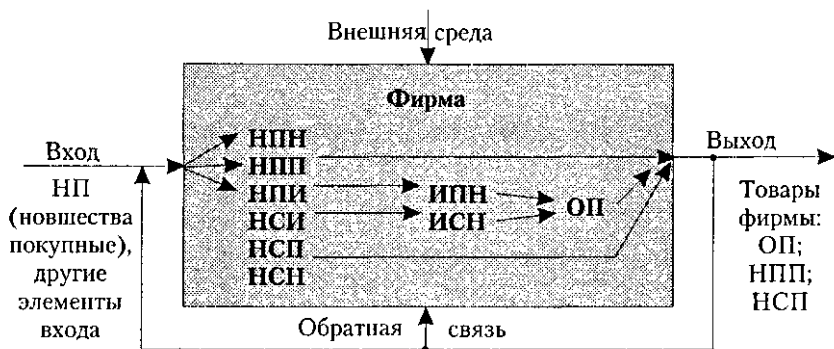 Внешняя среда
Фирма
Вход
НП
(новшества
покупные),
другие
элементы
входа
НПН
НПП
НПИ
НСИ
НСП
НСН
ИПН
ИСН
ОП
Выход
Товары
фирмы:
ОП;
НПП;
НСП
Обратная связь